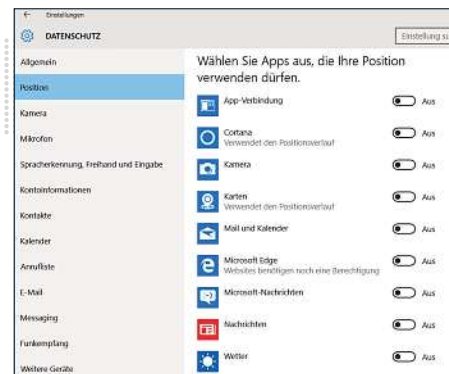 Einstellungen
DATENSCHUTZ
Einstellung su
Allgemein
Position
Kamera
Mikrofon
Spracherkennung, Freihand und Eingabe
Kontoinformationen
Kontakte
Kalender
Anrufliste
E-Mail
Messaging
Funkempfang
Weitere Geräte
Wählen Sie Apps aus, die Ihre Position
verwenden dürfen.
App-Verbindung Aus
Cortana Aus
Verwendet den Positionsverlauf
Kamera Aus
Karten Aus
Verwendet den Positionsverlauf
Mail und Kalender Aus
Microsoft Edge Aus
Websites benötigen noch eine Berechtigung
Microsoft-Nachrichten Aus
Nachrichten Aus
Wetter Aus